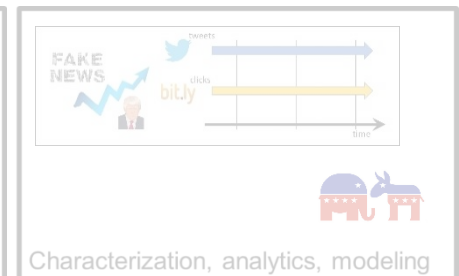 tweets
FAKE
NEWS
clicks
bit.ly
time
Characterization, analytics, modeling